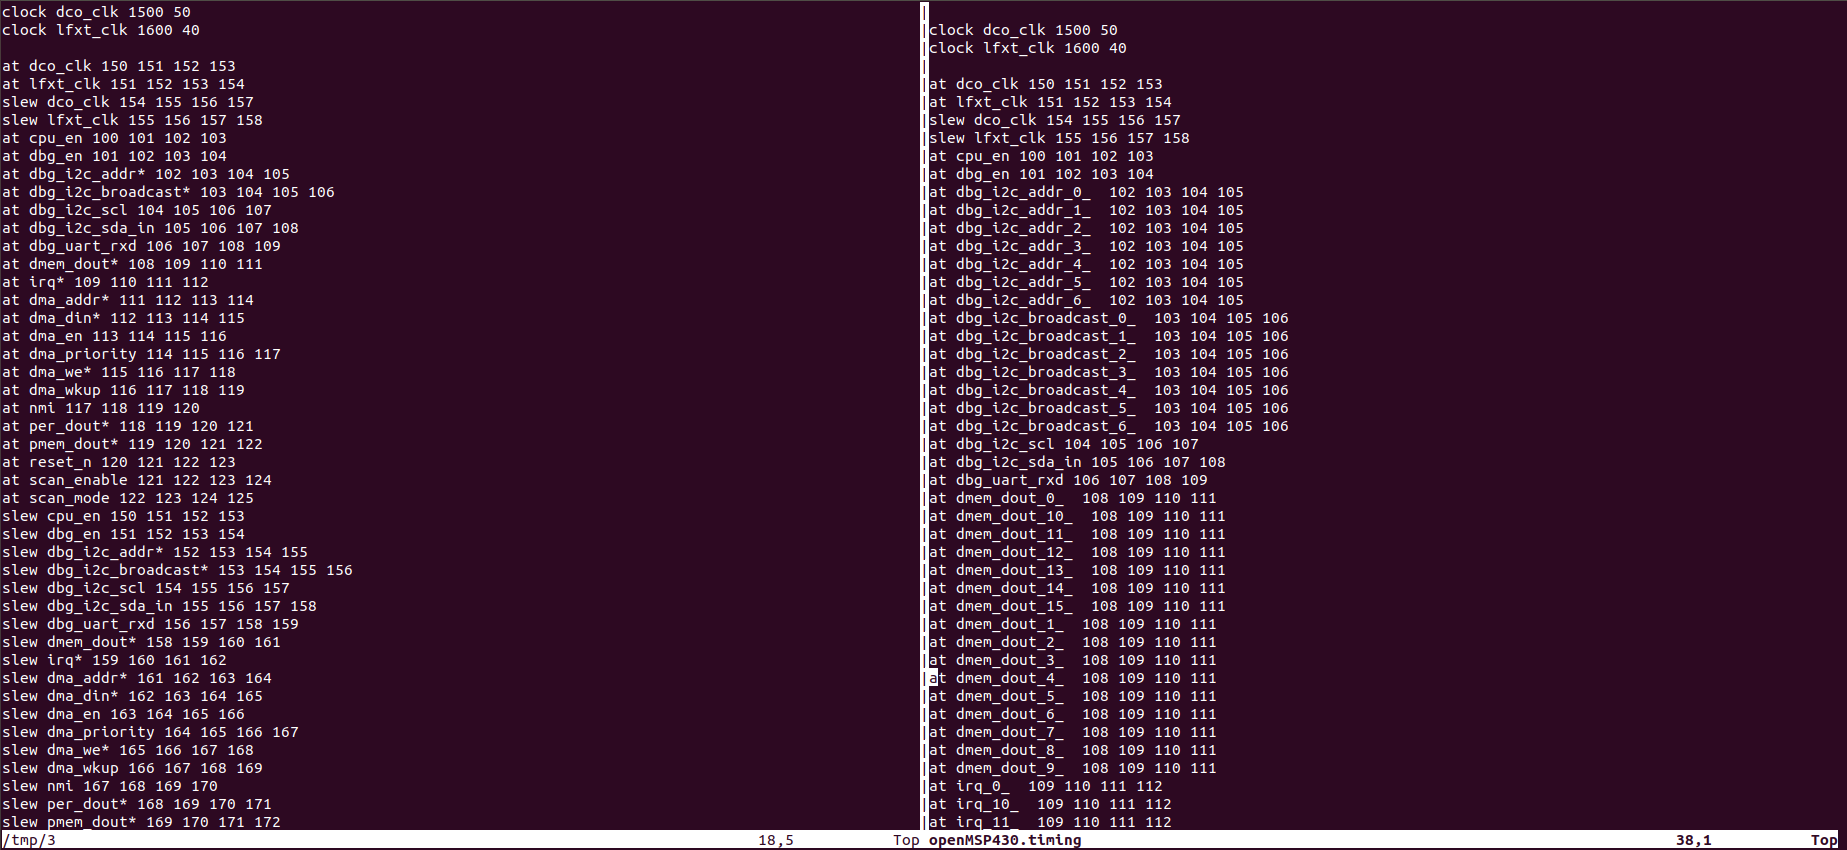 clock dco_clk 1500 50
clock lfxt_clk 1600 40
at dco_clk 150 151 152 153
at lfxt_clk 151 152 153 154
slew dco_clk 154 155 156 157
slew lfxt_clk 155 156 157 158
at cpu_en 100 101 102 103
at dbg_en 101 102 103 104
at dbg_i2c_addr* 102 103 104 105
at dbg_i2c_broadcast* 103 104 105 106
at dbg_i2c_scl 104 105 106 107
at dbg_i2c_sda_in 105 106 107 108
at dbg_uart_rxd 106 107 108 109
at dmem_dout* 108 109 110 111
at irq* 109 110 111 112
at dma_addr* 111 112 113 114
at dma_din* 112 113 114 115
at dma_en 113 114 115 116
at dma_priority 114 115 116 117
at dma_we* 115 116 117 118
at dma_wkup 116 117 118 119
at nmi 117 118 119 120
at per_dout* 118 119 120 121
at pmem_dout* 119 120 121 122
at reset_n 120 121 122 123
at scan_enable 121 122 123 124
at scan_mode 122 123 124 125
slew cpu_en 150 151 152 153
slew dbg_en 151 152 153 154
slew dbg_i2c_addr* 152 153 154 155
slew dbg_i2c_broadcast* 153 154 155 156
slew dbg_i2c_scl 154 155 156 157
slew dbg_i2c_sda_in 155 156 157 158
slew dbg_uart_rxd 156 157 158 159
slew dmem_dout* 158 159 160 161
slew irq* 159 160 161 162
slew dma_addr* 161 162 163 164
slew dma_din* 162 163 164 165
slew dma_en 163 164 165 166
slew dma_priority 164 165 166 167
slew dma_we* 165 166 167 168
slew dma_wkup 166 167 168 169
slew nmi 167 168 169 170
slew per_dout* 168 169 170 171
slew pmem_dout* 169 170 171 172
/tmp/3 18,5 Top
clock dco_clk 1500 50
clock lfxt_clk 1600 40
at dco_clk 150 151 152 153
at lfxt_clk 151 152 153 154
slew dco_clk 154 155 156 157
slew lfxt_clk 155 156 157 158
at cpu_en 100 101 102 103
at dbg_en 101 102 103 104
at dbg_i2c_addr_0_  102 103 104 105
at dbg_i2c_addr_1_  102 103 104 105
at dbg_i2c_addr_2_  102 103 104 105
at dbg_i2c_addr_3_  102 103 104 105
at dbg_i2c_addr_4_  102 103 104 105
at dbg_i2c_addr_5_  102 103 104 105
at dbg_i2c_addr_6_  102 103 104 105
at dbg_i2c_broadcast_0_  103 104 105 106
at dbg_i2c_broadcast_1_  103 104 105 106
at dbg_i2c_broadcast_2_  103 104 105 106
at dbg_i2c_broadcast_3_  103 104 105 106
at dbg_i2c_broadcast_4_  103 104 105 106
at dbg_i2c_broadcast_5_  103 104 105 106
at dbg_i2c_broadcast_6_  103 104 105 106
at dbg_i2c_scl 104 105 106 107
at dbg_i2c_sda_in 105 106 107 108
at dbg_uart_rxd 106 107 108 109
at dmem_dout_0_  108 109 110 111
at dmem_dout_10_  108 109 110 111
at dmem_dout_11_  108 109 110 111
at dmem_dout_12_  108 109 110 111
at dmem_dout_13_  108 109 110 111
at dmem_dout_14_  108 109 110 111
at dmem_dout_15_  108 109 110 111
at dmem_dout_1_  108 109 110 111
at dmem_dout_2_  108 109 110 111
at dmem_dout_3_  108 109 110 111
at dmem_dout_4_  108 109 110 111
at dmem_dout_5_  108 109 110 111
at dmem_dout_6_  108 109 110 111
at dmem_dout_7_  108 109 110 111
at dmem_dout_8_  108 109 110 111
at dmem_dout_9_  108 109 110 111
at irq_0_  109 110 111 112
at irq_10_  109 110 111 112
at irq_11_  109 110 111 112
openMSP430.timing 38,1 Top